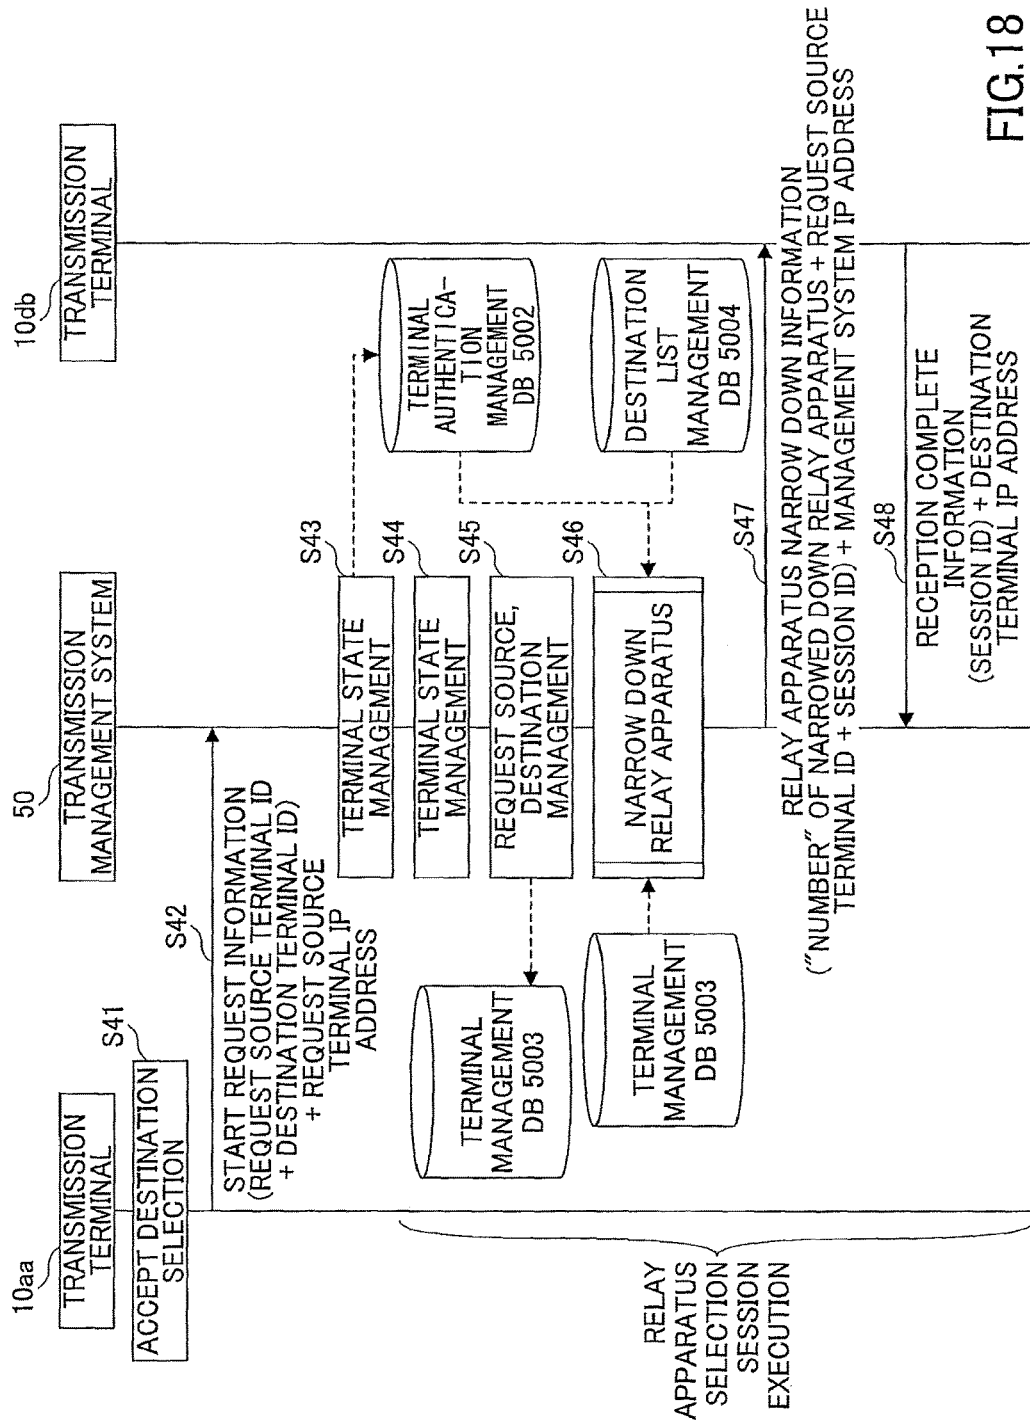 10aa
TRANSMISSION
TERMINAL
50
TRANSMISSION
MANAGEMENT SYSTEM
10db
TRANSMISSION
TERMINAL
S41
ACCEPT DESTINATION
SELECTION
S42
START REQUEST INFORMATION
(REQUEST SOURCE TERMINAL ID
+ DESTINATION TERMINAL ID)
+ REQUEST SOURCE
TERMINAL IP
ADDRESS
S43
TERMINAL STATE
MANAGEMENT
TERMINAL
AUTHENTICA-
TION
MANAGEMENT
DB 5002
S44
TERMINAL STATE
MANAGEMENT
S45
REQUEST SOURCE,
DESTINATION
MANAGEMENT
TERMINAL
MANAGEMENT
DB 5003
S46
NARROW DOWN
RELAY APPARATUS
TERMINAL
MANAGEMENT
DB 5003
DESTINATION
LIST
MANAGEMENT
DB 5004
RELAY
APPARATUS
SELECTION
SESSION
EXECUTION
S47
RELAY APPARATUS NARROW DOWN INFORMATION
("NUMBER" OF NARROWED DOWN RELAY APPARATUS + REQUEST SOURCE
TERMINAL ID + SESSION ID) + MANAGEMENT SYSTEM IP ADDRESS
S48
RECEPTION COMPLETE
INFORMATION
(SESSION ID) + DESTINATION
TERMINAL IP ADDRESS
FIG.18